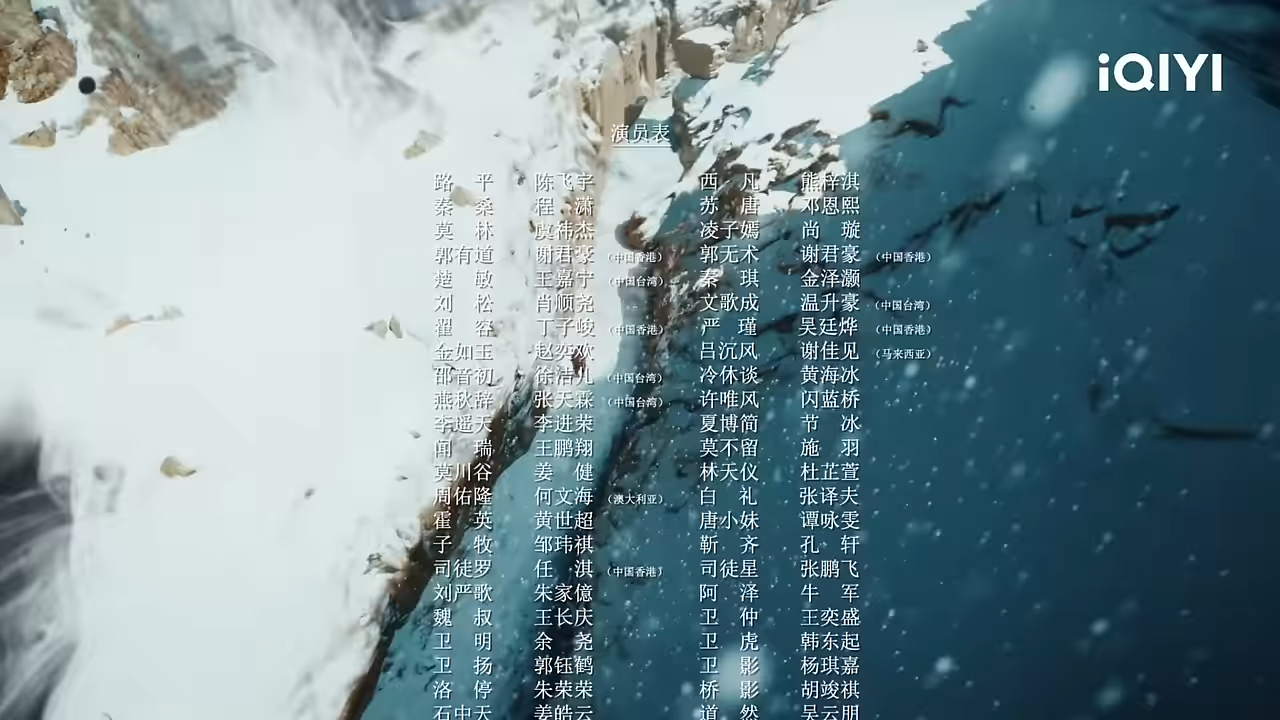 iQIYI
演员表
路 平 陈飞宇 西 凡 熊梓淇
秦 桑 程 潇 苏 唐 邓恩熙
莫 林 虞祎杰 凌子嫣 尚 璇
郭有道 谢君豪 (中国香港) 郭无术 谢君豪 (中国香港)
楚 敏 王嘉宁 (中国台湾) 秦 琪 金泽灏
刘 松 肖顺尧 文歌成 温升豪 (中国台湾)
翟 容 丁子峻 (中国香港) 严 瑾 吴廷烨 (中国香港)
金如玉 赵奕欢 吕沉风 谢佳见 (马来西亚)
邵音初 徐洁儿 (中国台湾) 冷休谈 黄海冰
燕秋辞 张天霖 (中国台湾) 许唯风 闪蓝桥
李遥天 李进荣 夏博简 节 冰
闻 瑞 王鹏翔 莫不留 施 羽
莫川谷 姜 健 林天仪 杜芷萱
周佑隆 何文海 (澳大利亚) 白 礼 张译夫
霍 英 黄世超 唐小妹 谭咏雯
子 牧 邹玮祺 靳 齐 孔 轩
司徒罗 任 淇 (中国香港) 司徒星 张鹏飞
刘严歌 朱家億 阿 泽 牛 军
魏 叔 王长庆 卫 仲 王奕盛
卫 明 余 尧 卫 虎 韩东起
卫 扬 郭钰鹤 卫 影 杨琪嘉
洛 停 朱荣荣 桥 影 胡竣祺
石中天 姜皓云 道 然 吴云朋